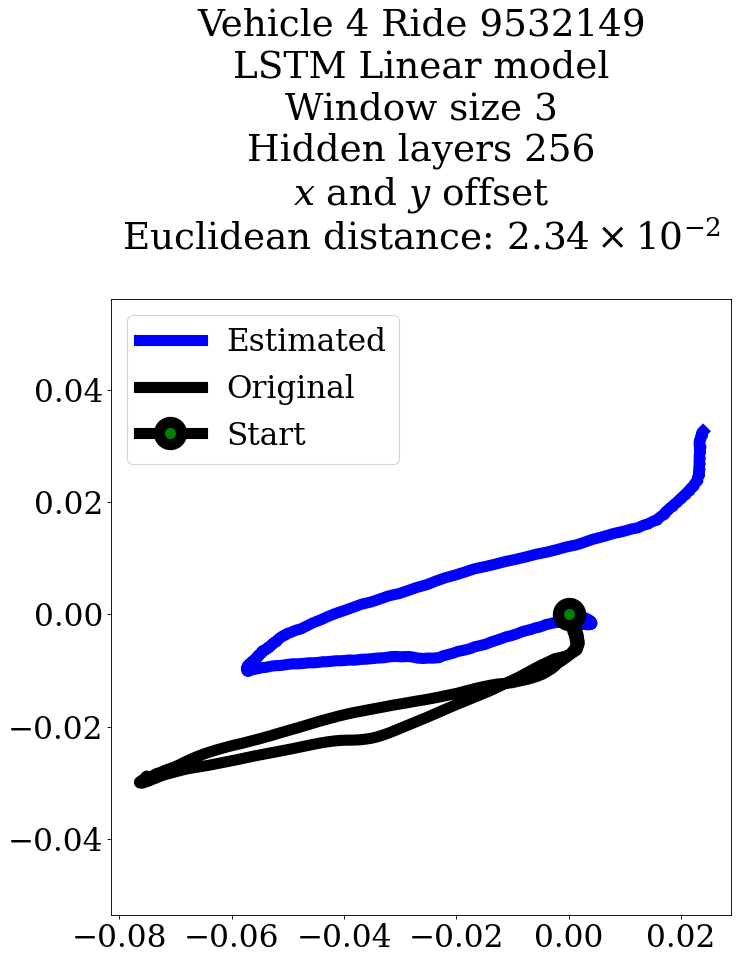 Vehicle 4 Ride 9532149
LSTM Linear model
Window size 3
Hidden layers 256
x and y offset
Euclidean distance: 2.34 × 10⁻²
Estimated
Original
Start
0.04
0.02
0.00
−0.02
−0.04
−0.08 −0.06 −0.04 −0.02 0.00 0.02